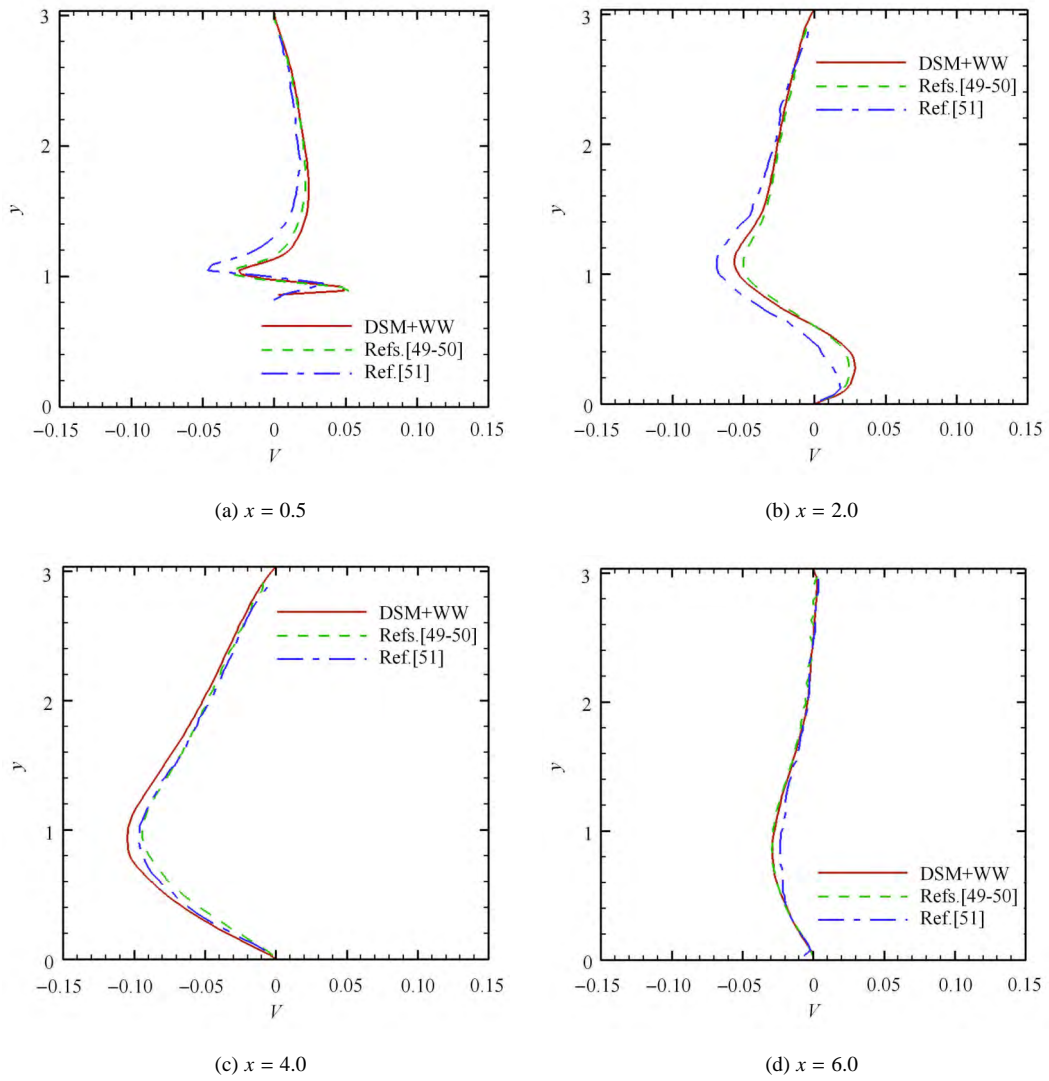 3
2
1
0
y
DSM+WW
Refs.[49-50]
Ref.[51]
−0.15 −0.10 −0.05 0 0.05 0.10 0.15
V
(a) x = 0.5
3
2
1
0
y
DSM+WW
Refs.[49-50]
Ref.[51]
−0.15 −0.10 −0.05 0 0.05 0.10 0.15
V
(b) x = 2.0
3
2
1
0
y
DSM+WW
Refs.[49-50]
Ref.[51]
−0.15 −0.10 −0.05 0 0.05 0.10 0.15
V
(c) x = 4.0
3
2
1
0
y
DSM+WW
Refs.[49-50]
Ref.[51]
−0.15 −0.10 −0.05 0 0.05 0.10 0.15
V
(d) x = 6.0